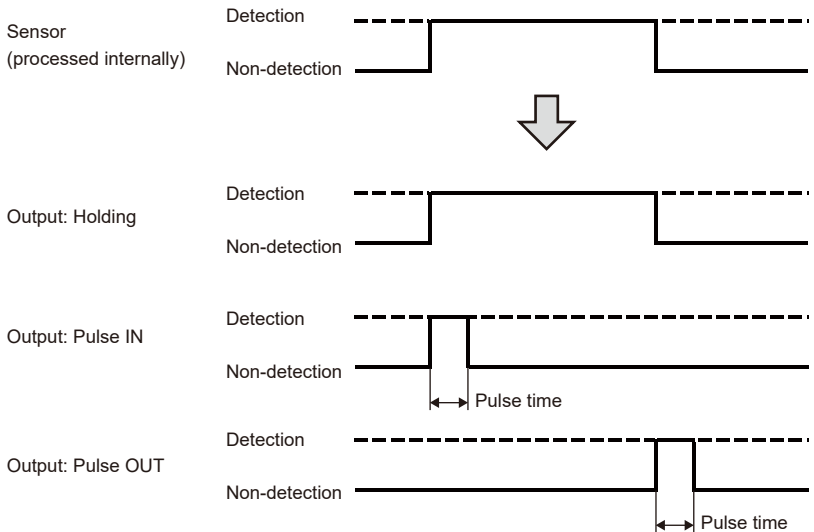 Sensor
(processed internally)
Detection
Non-detection
Output: Holding
Detection
Non-detection
Output: Pulse IN
Detection
Non-detection
Pulse time
Output: Pulse OUT
Detection
Non-detection
Pulse time